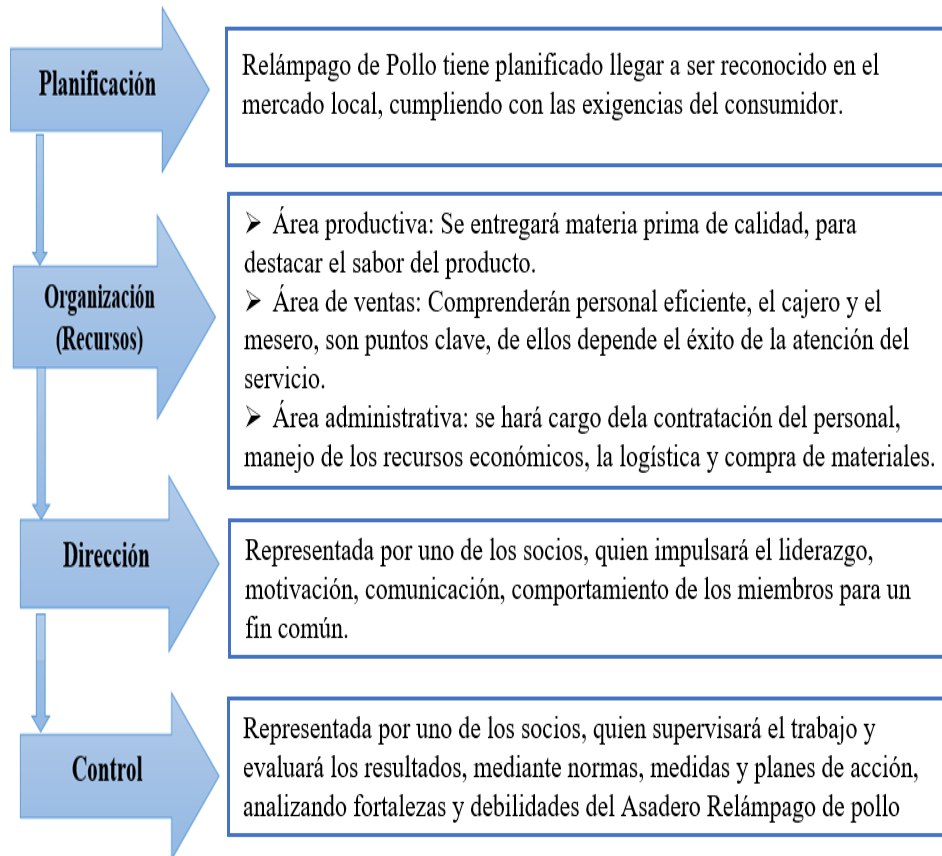 Planificación
Relámpago de Pollo tiene planificado llegar a ser reconocido en el
mercado local, cumpliendo con las exigencias del consumidor.
Organización
(Recursos)
➢ Área productiva: Se entregará materia prima de calidad, para
destacar el sabor del producto.
➢ Área de ventas: Comprenderán personal eficiente, el cajero y el
mesero, son puntos clave, de ellos depende el éxito de la atención del
servicio.
➢ Área administrativa: se hará cargo dela contratación del personal,
manejo de los recursos económicos, la logística y compra de materiales.
Dirección
Representada por uno de los socios, quien impulsará el liderazgo,
motivación, comunicación, comportamiento de los miembros para un
fin común.
Control
Representada por uno de los socios, quien supervisará el trabajo y
evaluará los resultados, mediante normas, medidas y planes de acción,
analizando fortalezas y debilidades del Asadero Relámpago de pollo